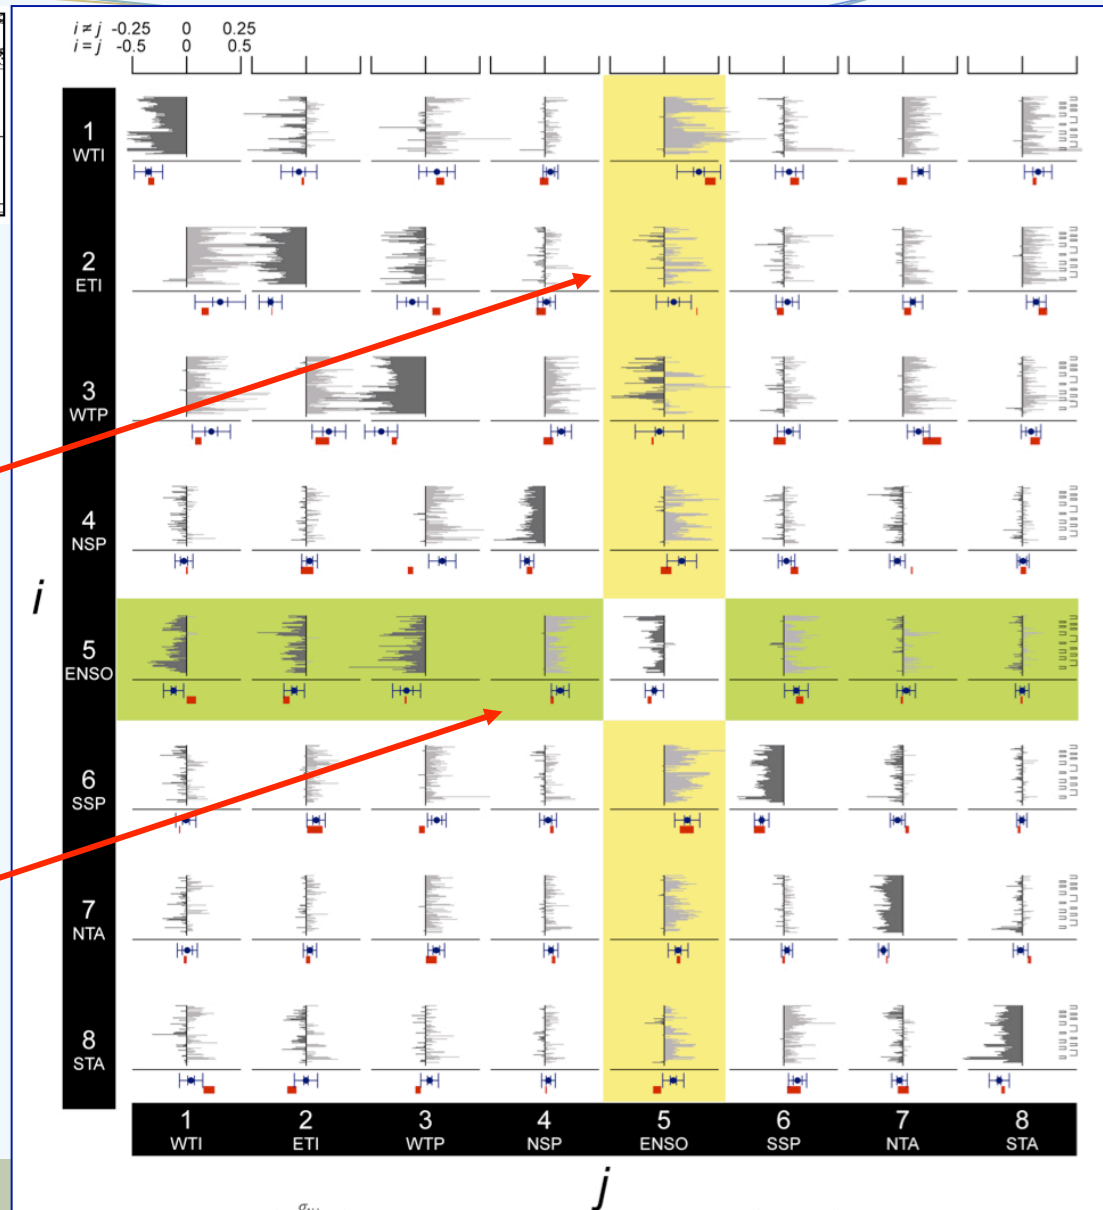 i ≠ j -0.25 0 0.25
i = j -0.5 0 0.5
1
WTI
2
ETI
3
WTP
4
NSP
i
5
ENSO
6
SSP
7
NTA
8
STA
1 2 3 4 5 6 7 8
WTI ETI WTP NSP ENSO SSP NTA STA
j